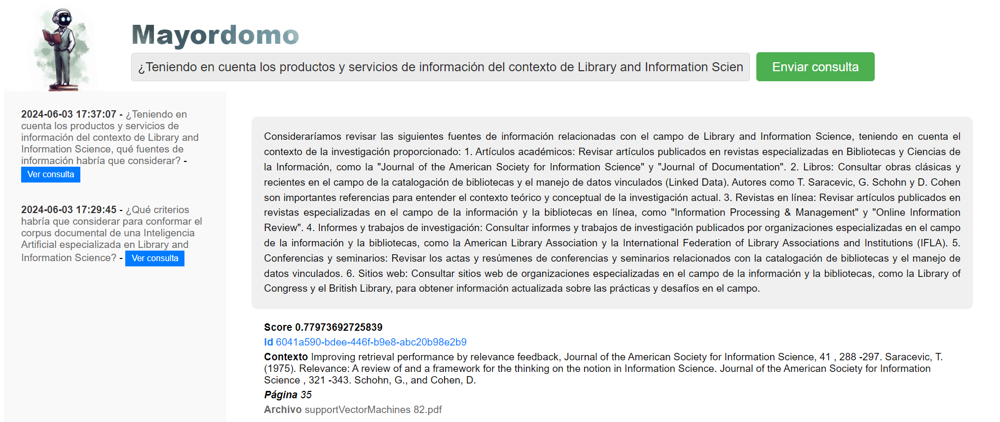 Mayordomo
¿Teniendo en cuenta los productos y servicios de información del contexto de Library and Information Scien
Enviar consulta
2024-06-03 17:37:07 - ¿Teniendo en
cuenta los productos y servicios de
información del contexto de Library and
Information Science, qué fuentes de
información habría que considerar? -
Ver consulta
2024-06-03 17:29:45 - ¿Qué criterios
habría que considerar para conformar el
corpus documental de una Inteligencia
Artificial especializada en Library and
Information Science? - Ver consulta
Consideraríamos revisar las siguientes fuentes de información relacionadas con el campo de Library and Information Science, teniendo en cuenta el
contexto de la investigación proporcionado: 1. Artículos académicos: Revisar artículos publicados en revistas especializadas en Bibliotecas y Ciencias de
la Información, como la "Journal of the American Society for Information Science" y "Journal of Documentation". 2. Libros: Consultar obras clásicas y
recientes en el campo de la catalogación de bibliotecas y el manejo de datos vinculados (Linked Data). Autores como T. Saracevic, G. Schohn y D. Cohen
son importantes referencias para entender el contexto teórico y conceptual de la investigación actual. 3. Revistas en línea: Revisar artículos publicados en
revistas especializadas en el campo de la información y la bibliotecas en línea, como "Information Processing & Management" y "Online Information
Review". 4. Informes y trabajos de investigación: Consultar informes y trabajos de investigación publicados por organizaciones especializadas en el campo
de la información y la bibliotecas, como la American Library Association y la International Federation of Library Associations and Institutions (IFLA). 5.
Conferencias y seminarios: Revisar los actas y resúmenes de conferencias y seminarios relacionados con la catalogación de bibliotecas y el manejo de
datos vinculados. 6. Sitios web: Consultar sitios web de organizaciones especializadas en el campo de la información y la bibliotecas, como la Library of
Congress y el British Library, para obtener información actualizada sobre las prácticas y desafíos en el campo.
Score 0.77973692725839
Id 6041a590-bdee-446f-b9e8-abc20b98e2b9
Contexto Improving retrieval performance by relevance feedback, Journal of the American Society for Information Science, 41 , 288 -297. Saracevic, T.
(1975). Relevance: A review of and a framework for the thinking on the notion in Information Science. Journal of the American Society for Information
Science , 321 -343. Schohn, G., and Cohen, D.
Página 35
Archivo supportVectorMachines 82.pdf